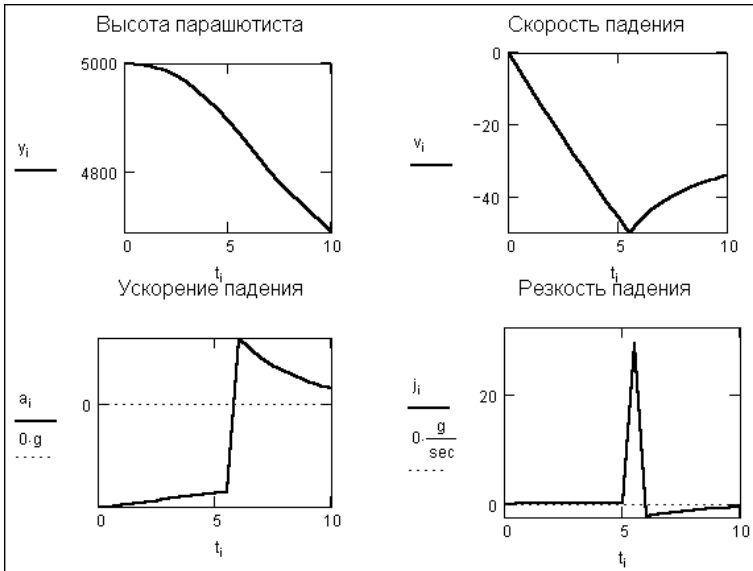 Высота парашютиста
5000
y_i
4800
0
5
10
t_i
Скорость падения
0
−20
v_i
−40
0
5
10
t_i
Ускорение падения
a_i
0
0·g
0
5
10
t_i
Резкость падения
j_i
20
0·g/sec
0
0
5
10
t_i